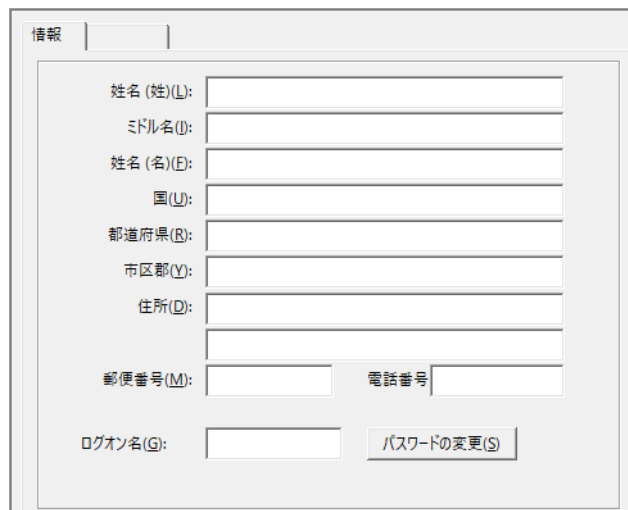 情報
姓名 (姓)(L):
ミドル名(I):
姓名 (名)(F):
国(U):
都道府県(R):
市区郡(Y):
住所(D):
郵便番号(M): 電話番号
ログオン名(G): パスワードの変更(S)